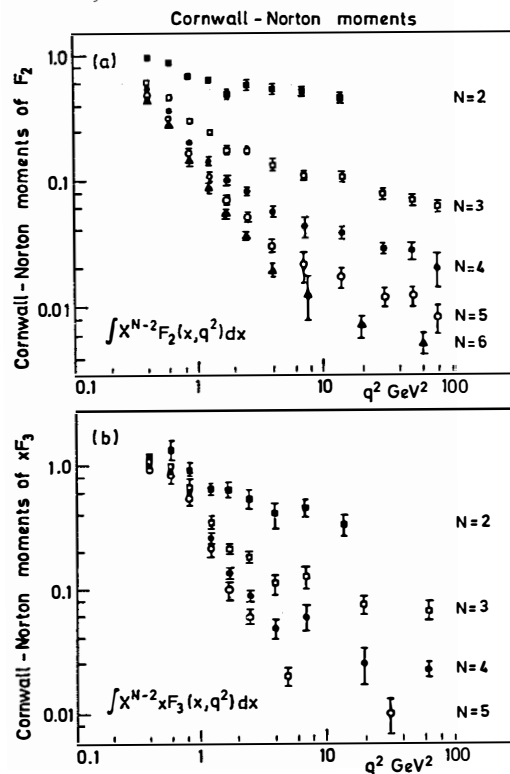 Cornwall-Norton moments
(a)
Cornwall-Norton moments of F₂
1.0
0.1
0.01
N=2
N=3
N=4
N=5
N=6
∫X^{N-2}F₂(x,q²)dx
0.1
1
10
100
q² GeV²
(b)
Cornwall-Norton moments of xF₃
1.0
0.1
0.01
N=2
N=3
N=4
N=5
∫X^{N-2}xF₃(x,q²)dx
0.1
1
10
100
q² GeV²